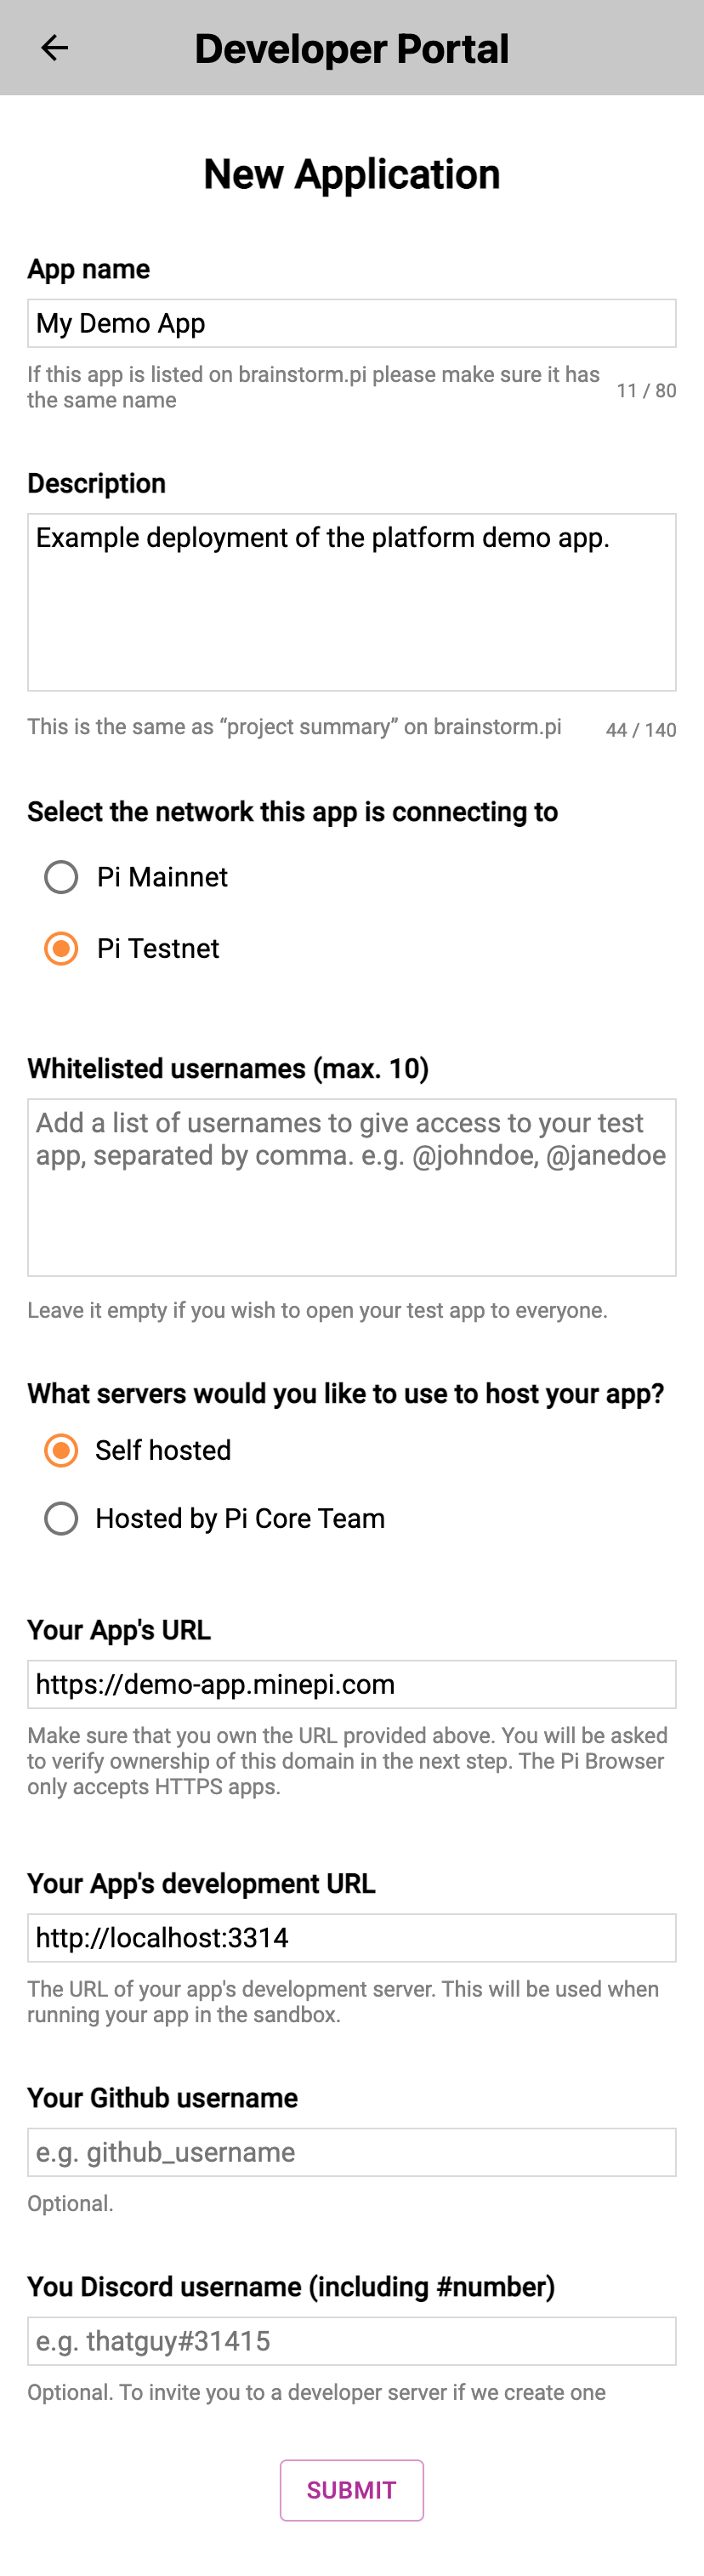 Developer Portal
New Application
App name
My Demo App
If this app is listed on brainstorm.pi please make sure it has
the same name
11 / 80
Description
Example deployment of the platform demo app.
This is the same as “project summary” on brainstorm.pi
44 / 140
Select the network this app is connecting to
Pi Mainnet
Pi Testnet
Whitelisted usernames (max. 10)
Add a list of usernames to give access to your test
app, separated by comma. e.g. @johndoe, @janedoe
Leave it empty if you wish to open your test app to everyone.
What servers would you like to use to host your app?
Self hosted
Hosted by Pi Core Team
Your App's URL
https://demo-app.minepi.com
Make sure that you own the URL provided above. You will be asked
to verify ownership of this domain in the next step. The Pi Browser
only accepts HTTPS apps.
Your App's development URL
http://localhost:3314
The URL of your app's development server. This will be used when
running your app in the sandbox.
Your Github username
e.g. github_username
Optional.
You Discord username (including #number)
e.g. thatguy#31415
Optional. To invite you to a developer server if we create one
SUBMIT